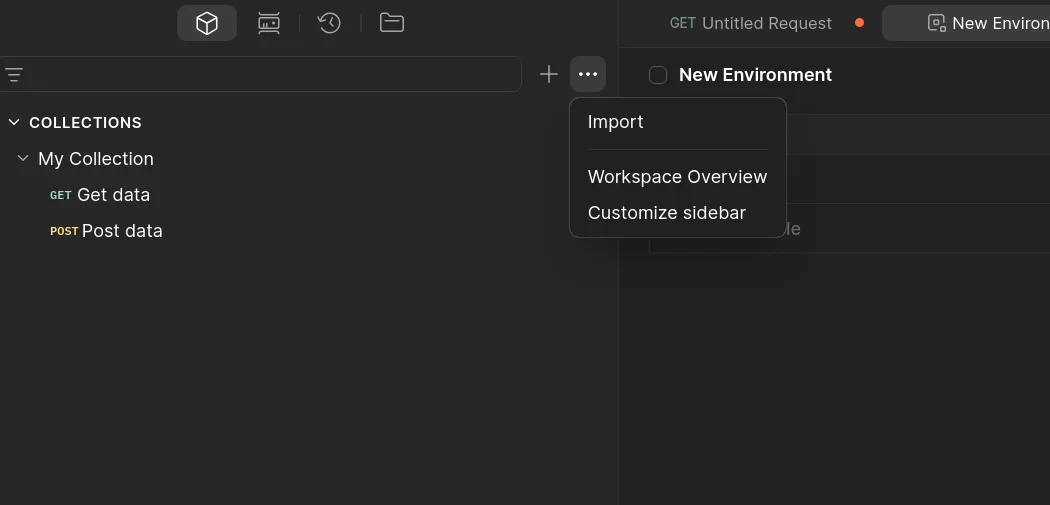 GET Untitled Request
New Environ
New Environment
COLLECTIONS
My Collection
GET Get data
POST Post data
Import
Workspace Overview
Customize sidebar
le